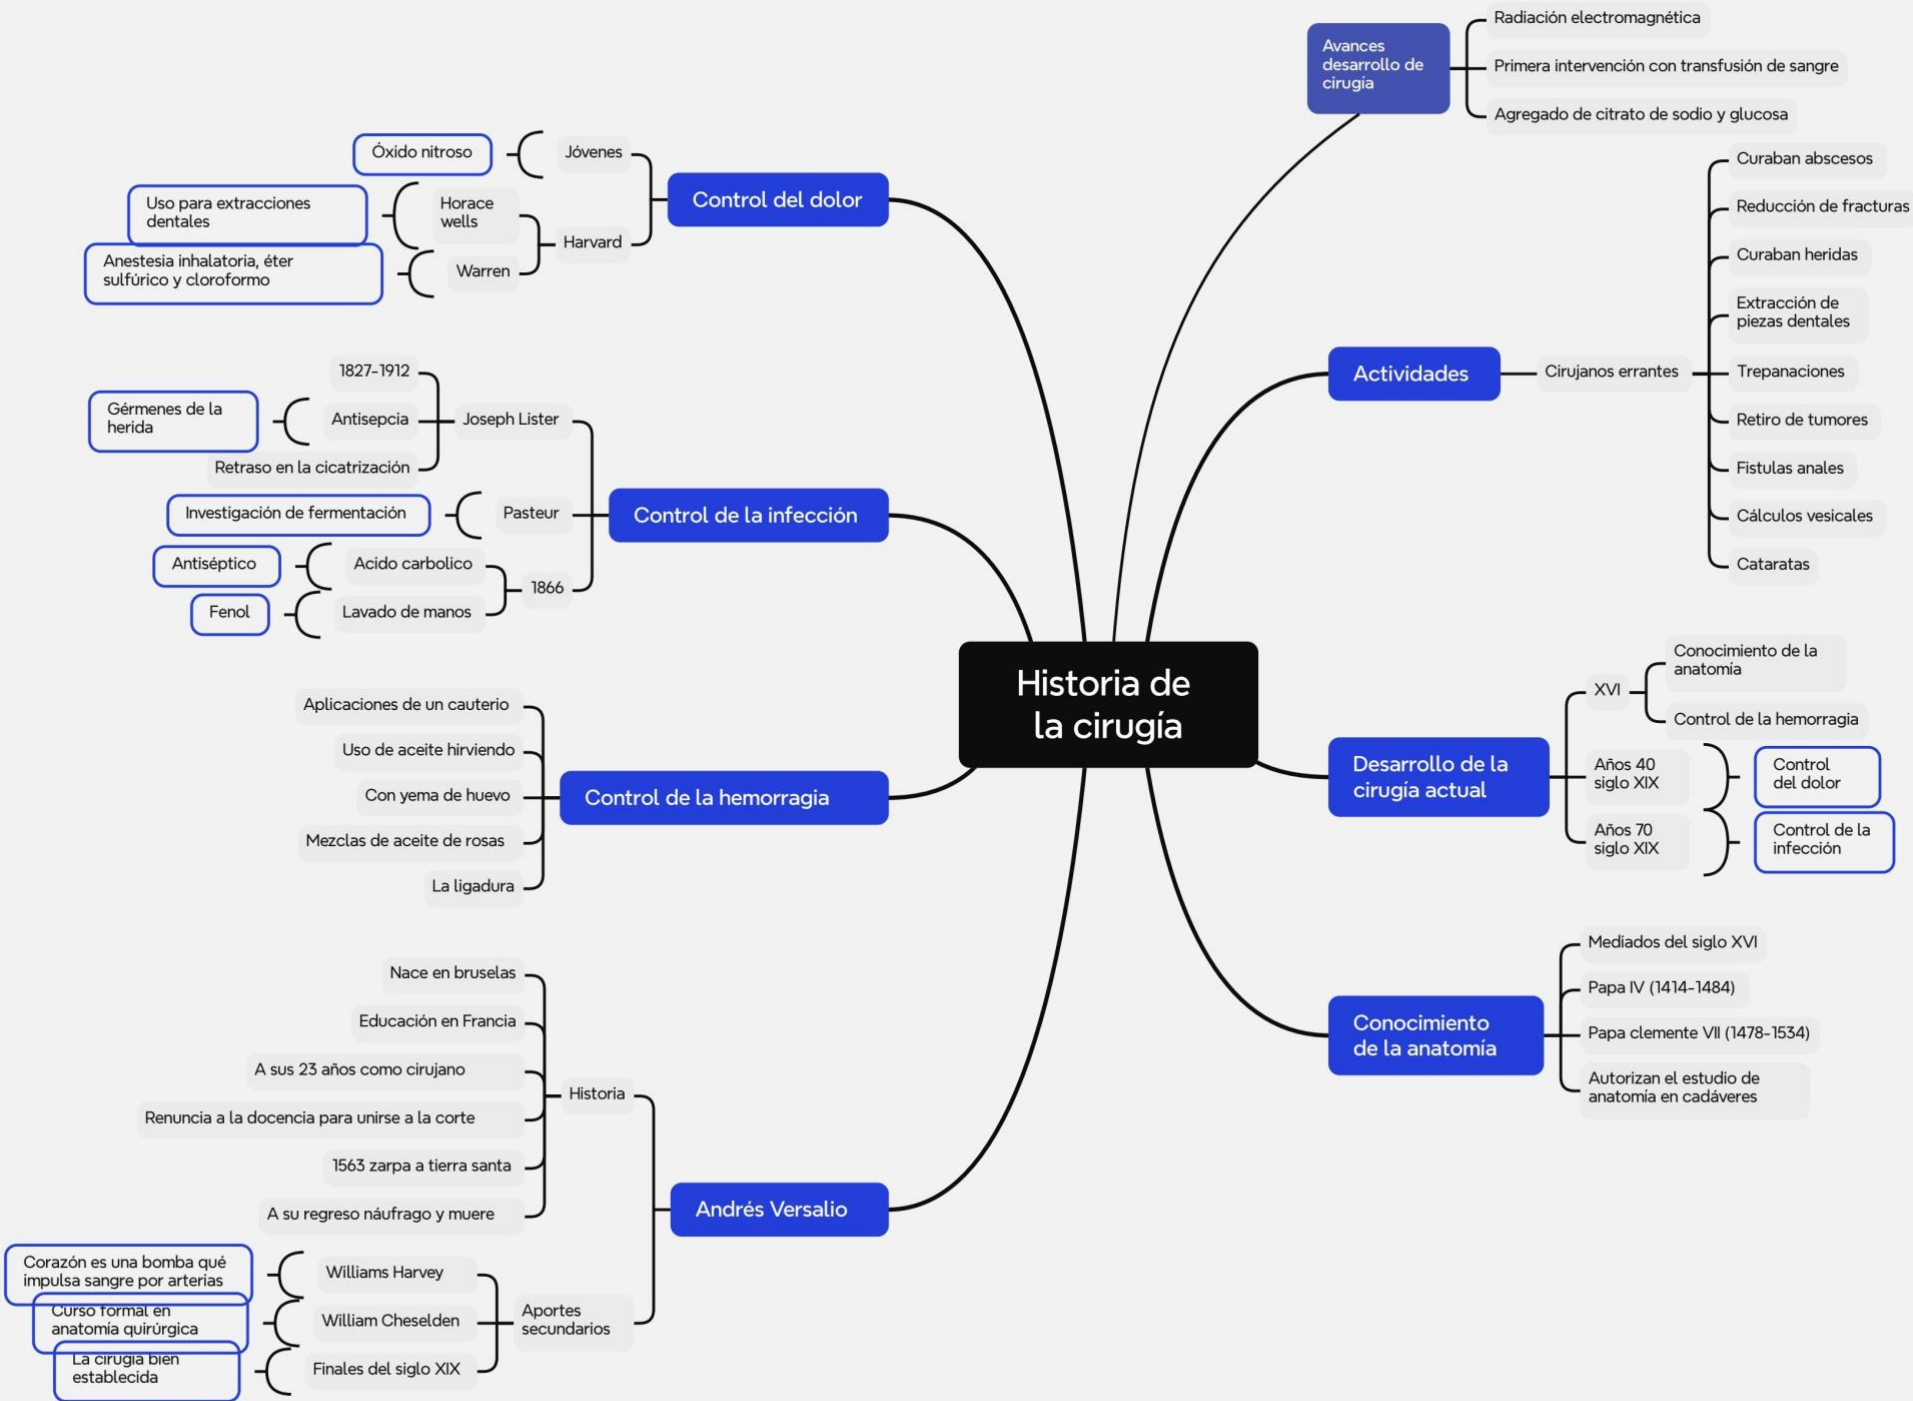 Historia de
la cirugía
Avances
desarrollo de
cirugía
Radiación electromagnética
Primera intervención con transfusión de sangre
Agregado de citrato de sodio y glucosa
Actividades
Cirujanos errantes
Curaban abscesos
Reducción de fracturas
Curaban heridas
Extracción de
piezas dentales
Trepanaciones
Retiro de tumores
Fistulas anales
Cálculos vesicales
Cataratas
Desarrollo de la
cirugía actual
XVI
Conocimiento de la
anatomía
Control de la hemorragia
Años 40
siglo XIX
Control
del dolor
Años 70
siglo XIX
Control de la
infección
Conocimiento
de la anatomía
Mediados del siglo XVI
Papa IV (1414-1484)
Papa clemente VII (1478-1534)
Autorizan el estudio de
anatomía en cadáveres
Control del dolor
Jóvenes
Óxido nitroso
Harvard
Horace
wells
Uso para extracciones
dentales
Warren
Anestesia inhalatoria, éter
sulfúrico y cloroformo
Control de la infección
Joseph Lister
1827-1912
Antisepcia
Gérmenes de la
herida
Retraso en la cicatrización
Pasteur
Investigación de fermentación
1866
Acido carbolico
Antiséptico
Lavado de manos
Fenol
Control de la hemorragia
Aplicaciones de un cauterio
Uso de aceite hirviendo
Con yema de huevo
Mezclas de aceite de rosas
La ligadura
Andrés Versalio
Historia
Nace en bruselas
Educación en Francia
A sus 23 años como cirujano
Renuncia a la docencia para unirse a la corte
1563 zarpa a tierra santa
A su regreso náufrago y muere
Aportes
secundarios
Williams Harvey
Corazón es una bomba qué
impulsa sangre por arterias
William Cheselden
Curso formal en
anatomía quirúrgica
Finales del siglo XIX
La cirugía bien
establecida